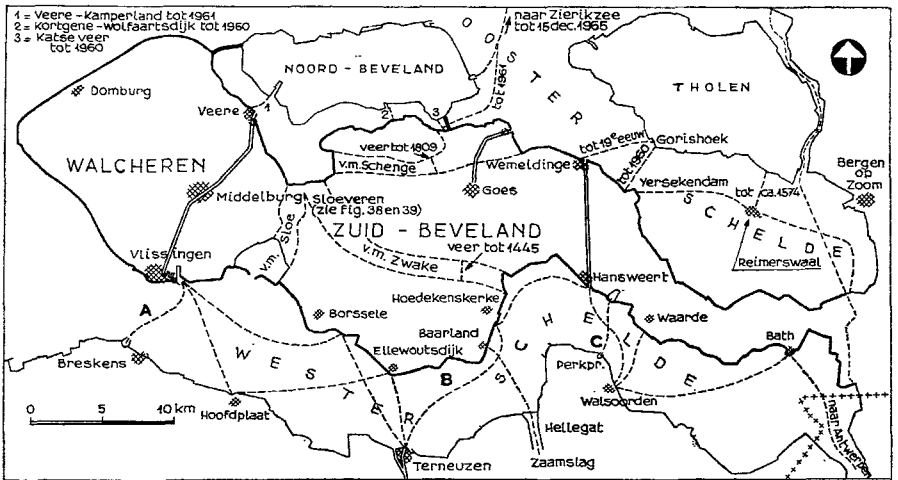 1 = Veere - Kamperland tot 1961
2 = Kortgene - Wolfaartsdijk tot 1960
3 = Katse veer
tot 1960
naar Zierikzee
tot 15 dec. 1965
OOSTER
NOORD - BEVELAND
THOLEN
Domburg
Veere
1
2
3
tot 1961
WALCHEREN
veer tot 1809
v.m. Schenge
Wemeldinge
tot 19e eeuw
Gorishoek
tot 1960
Bergen
op
Zoom
Yersekendam
tot ca. 1574
SCHELDE
Goes
Middelburg
Sloeveren
(zie fig. 38 en 39)
v.m. Sloe
ZUID - BEVELAND
veer tot 1445
v.m. Zwake
Reimerswaal
Vlissingen
Hansweert
A
Borssele
Hoedekenskerke
Waarde
Baarland
Bath
Ellewoutsdijk
Breskens
WESTER
B
SCHELDE
C
Perkpr.
Walsoorden
0 5 10 km
Hoofdplaat
Hellegat
naar Antwerpen
Terneuzen
Zaamslag